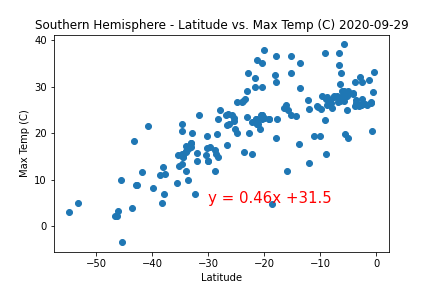 Southern Hemisphere - Latitude vs. Max Temp (C) 2020-09-29
40
30
20
10
0
Max Temp (C)
y = 0.46x +31.5
−50
−40
−30
−20
−10
0
Latitude